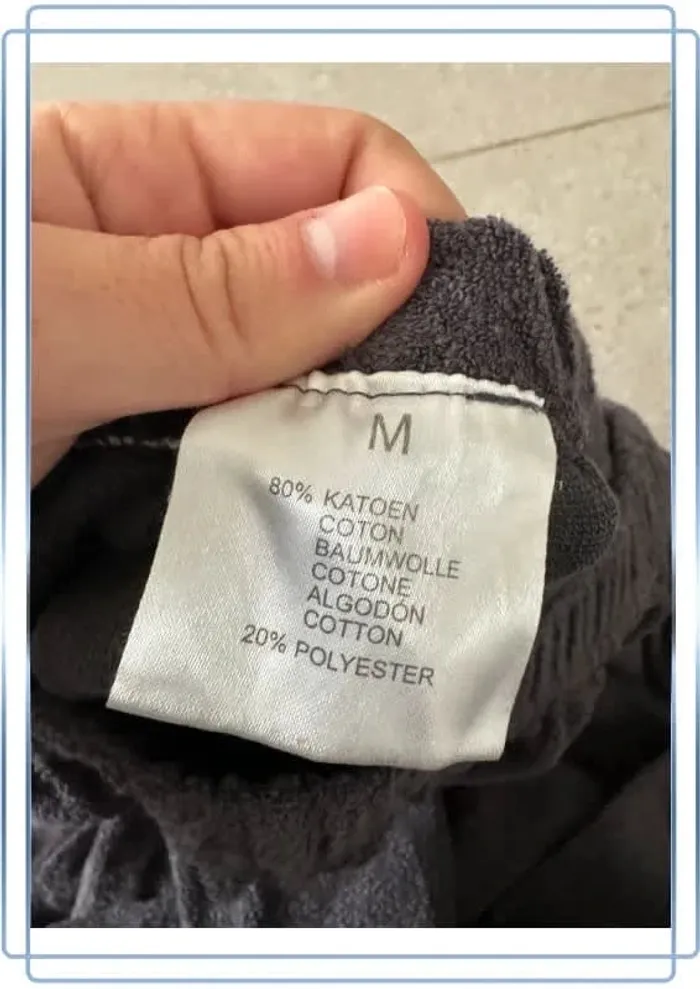 M
80% KATOEN
COTON
BAUMWOLLE
COTONE
ALGODÓN
COTTON
20% POLYESTER